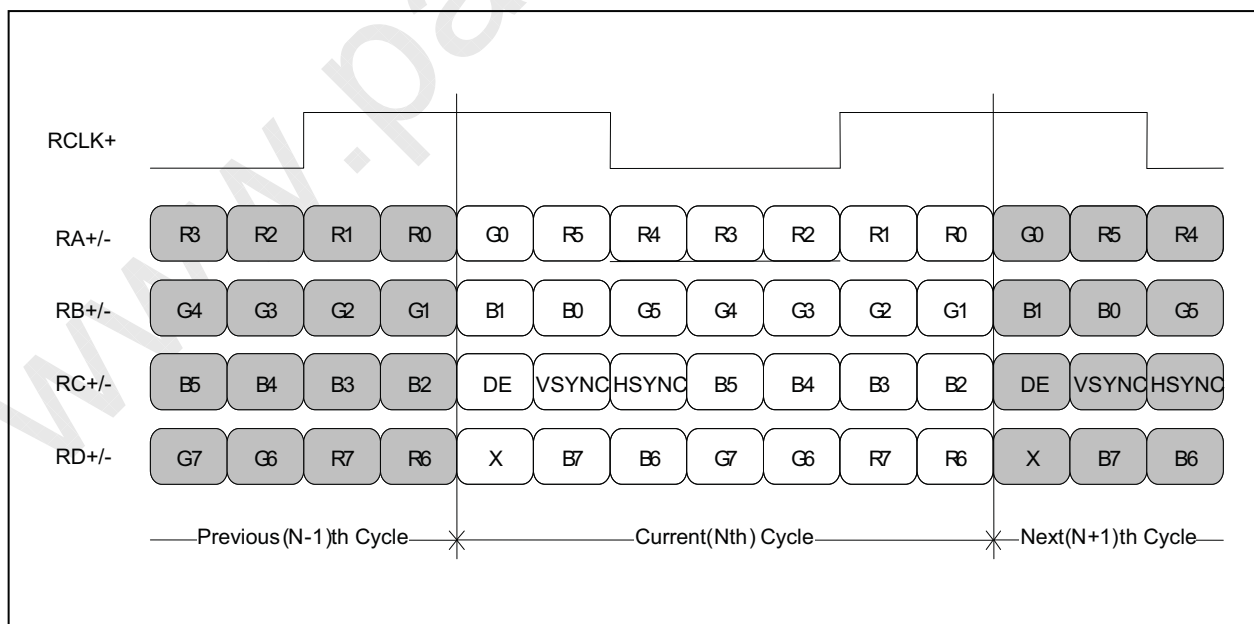 www.pa
RCLK+
RA+/- R3 R2 R1 R0 G0 R5 R4 R3 R2 R1 R0 G0 R5 R4
RB+/- G4 G3 G2 G1 B1 B0 G5 G4 G3 G2 G1 B1 B0 G5
RC+/- B5 B4 B3 B2 DE VSYNC HSYNC B5 B4 B3 B2 DE VSYNC HSYNC
RD+/- G7 G6 R7 R6 X B7 B6 G7 G6 R7 R6 X B7 B6
Previous(N-1)th Cycle Current(Nth) Cycle Next(N+1)th Cycle